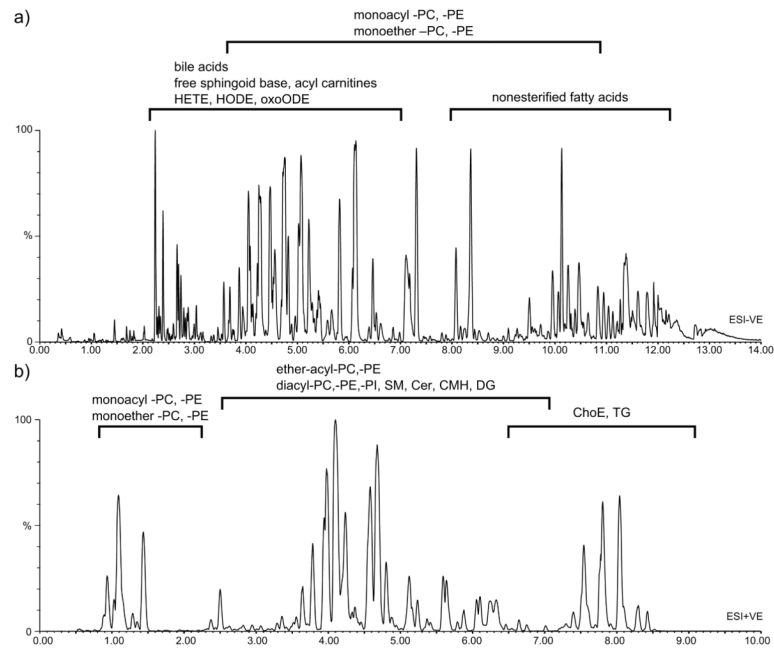 a)
monoacyl -PC, -PE
monoether –PC, -PE
bile acids
free sphingoid base, acyl carnitines
HETE, HODE, oxoODE
nonesterified fatty acids
100
%
0
ESI-VE
0.00 1.00 2.00 3.00 4.00 5.00 6.00 7.00 8.00 9.00 10.00 11.00 12.00 13.00 14.00
b)
ether-acyl-PC,-PE
diacyl-PC,-PE,-PI, SM, Cer, CMH, DG
monoacyl -PC, -PE
monoether -PC, -PE
ChoE, TG
100
%
0
ESI+VE
0.00 1.00 2.00 3.00 4.00 5.00 6.00 7.00 8.00 9.00 10.00